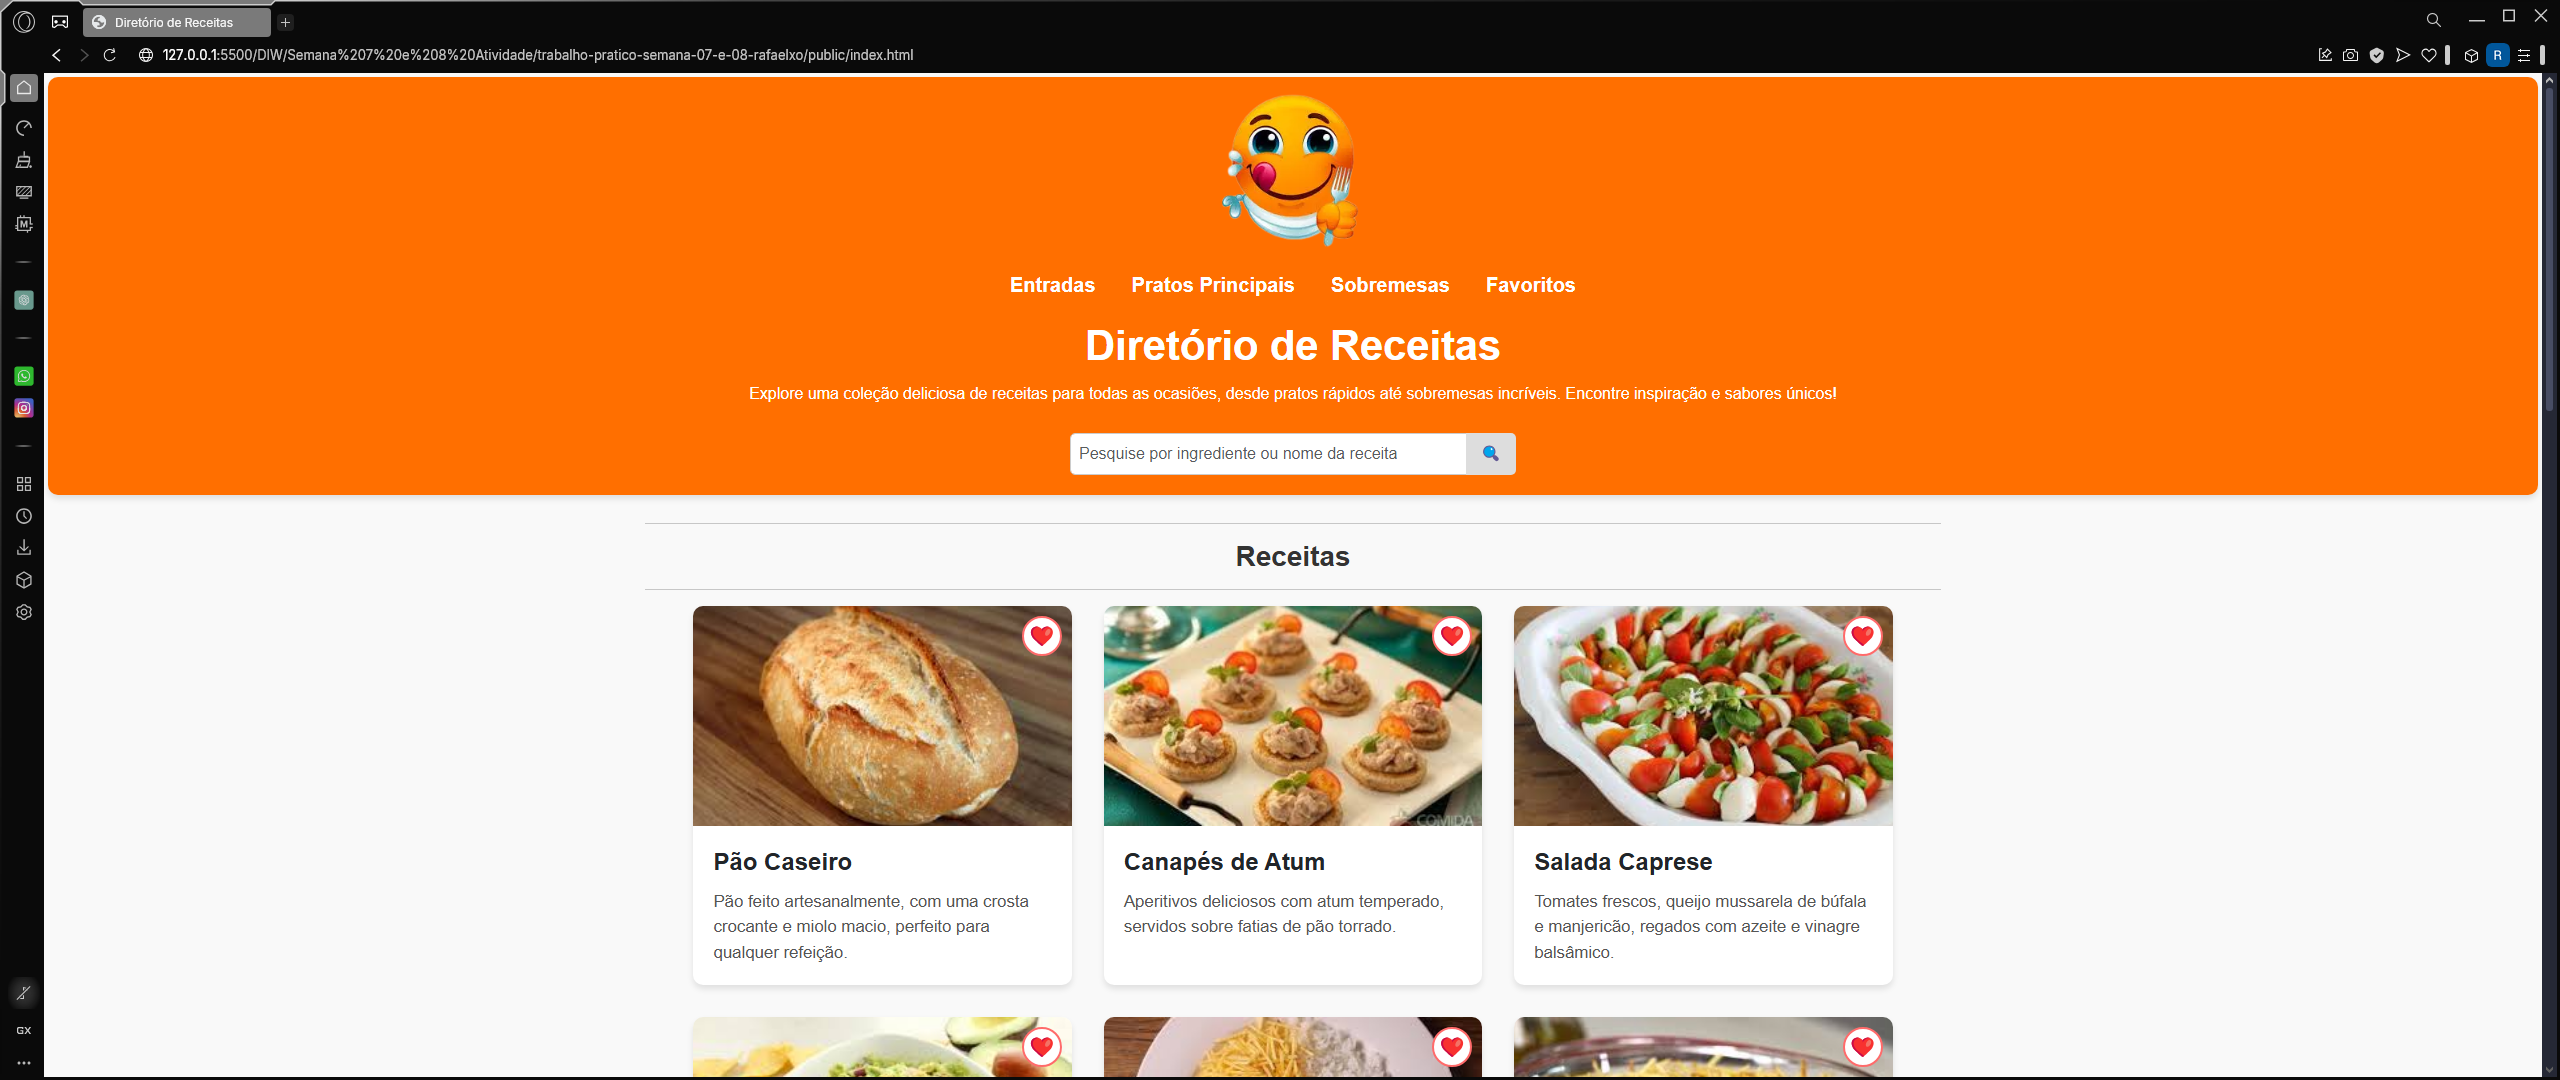 Diretório de Receitas
127.0.0.1:5500/DIW/Semana%207%20e%208%20Atividade/trabalho-pratico-semana-07-e-08-rafaelxo/public/index.html
R
M
Entradas Pratos Principais Sobremesas Favoritos
Diretório de Receitas
Explore uma coleção deliciosa de receitas para todas as ocasiões, desde pratos rápidos até sobremesas incríveis. Encontre inspiração e sabores únicos!
Pesquise por ingrediente ou nome da receita
Receitas
COMIDA
Pão Caseiro
Pão feito artesanalmente, com uma crosta
crocante e miolo macio, perfeito para
qualquer refeição.
Canapés de Atum
Aperitivos deliciosos com atum temperado,
servidos sobre fatias de pão torrado.
Salada Caprese
Tomates frescos, queijo mussarela de búfala
e manjericão, regados com azeite e vinagre
balsâmico.
GX